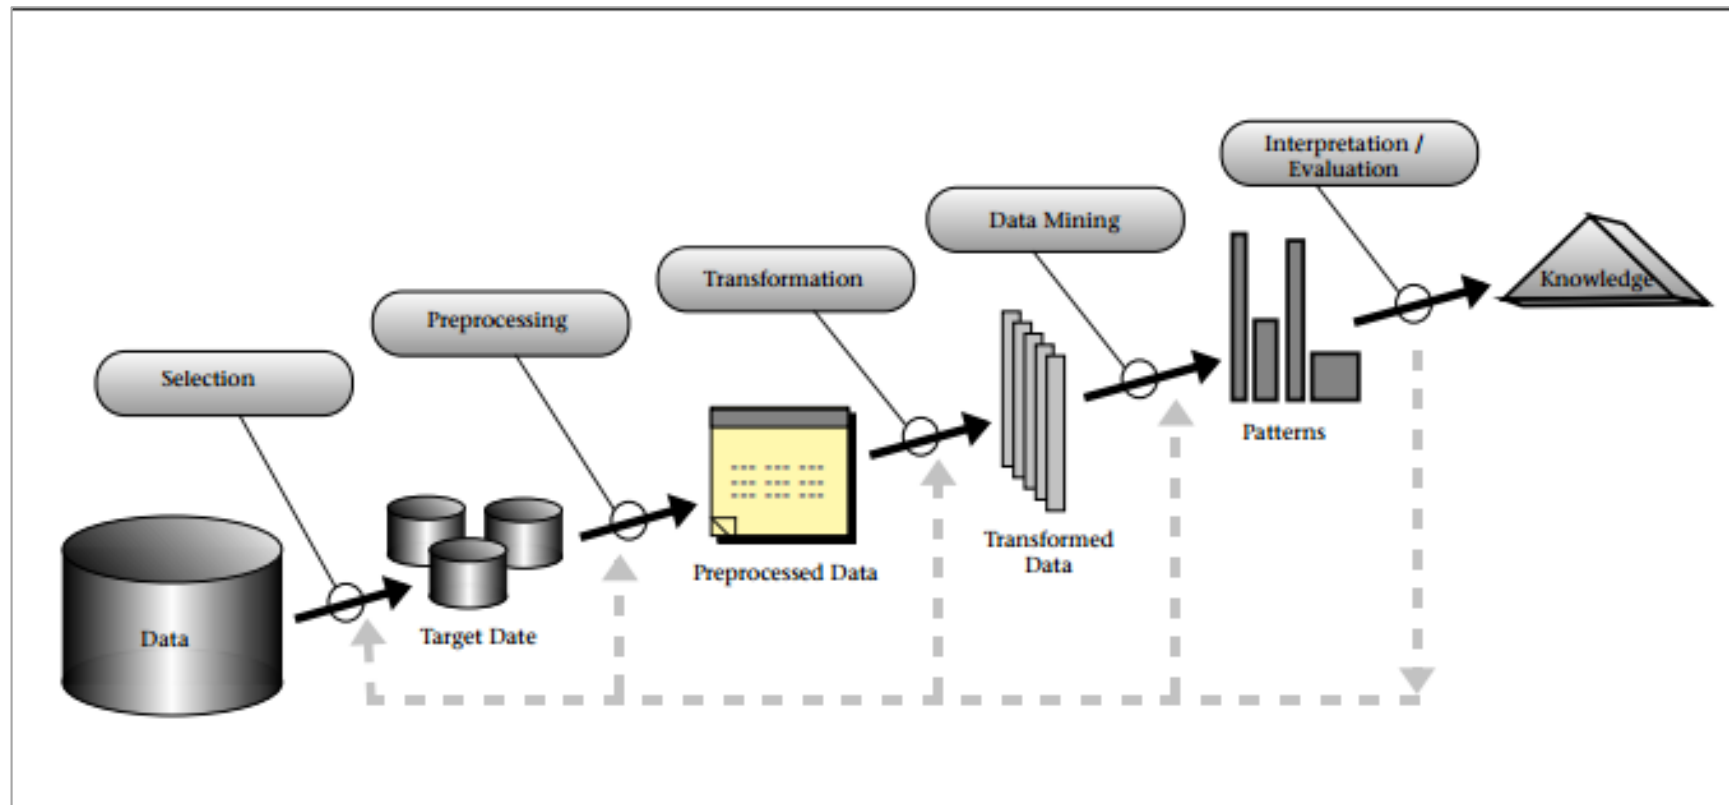 Interpretation /
Evaluation
Data Mining
Transformation
Knowledge
Preprocessing
Selection
Patterns
Transformed
Data
Preprocessed Data
Target Date
Data